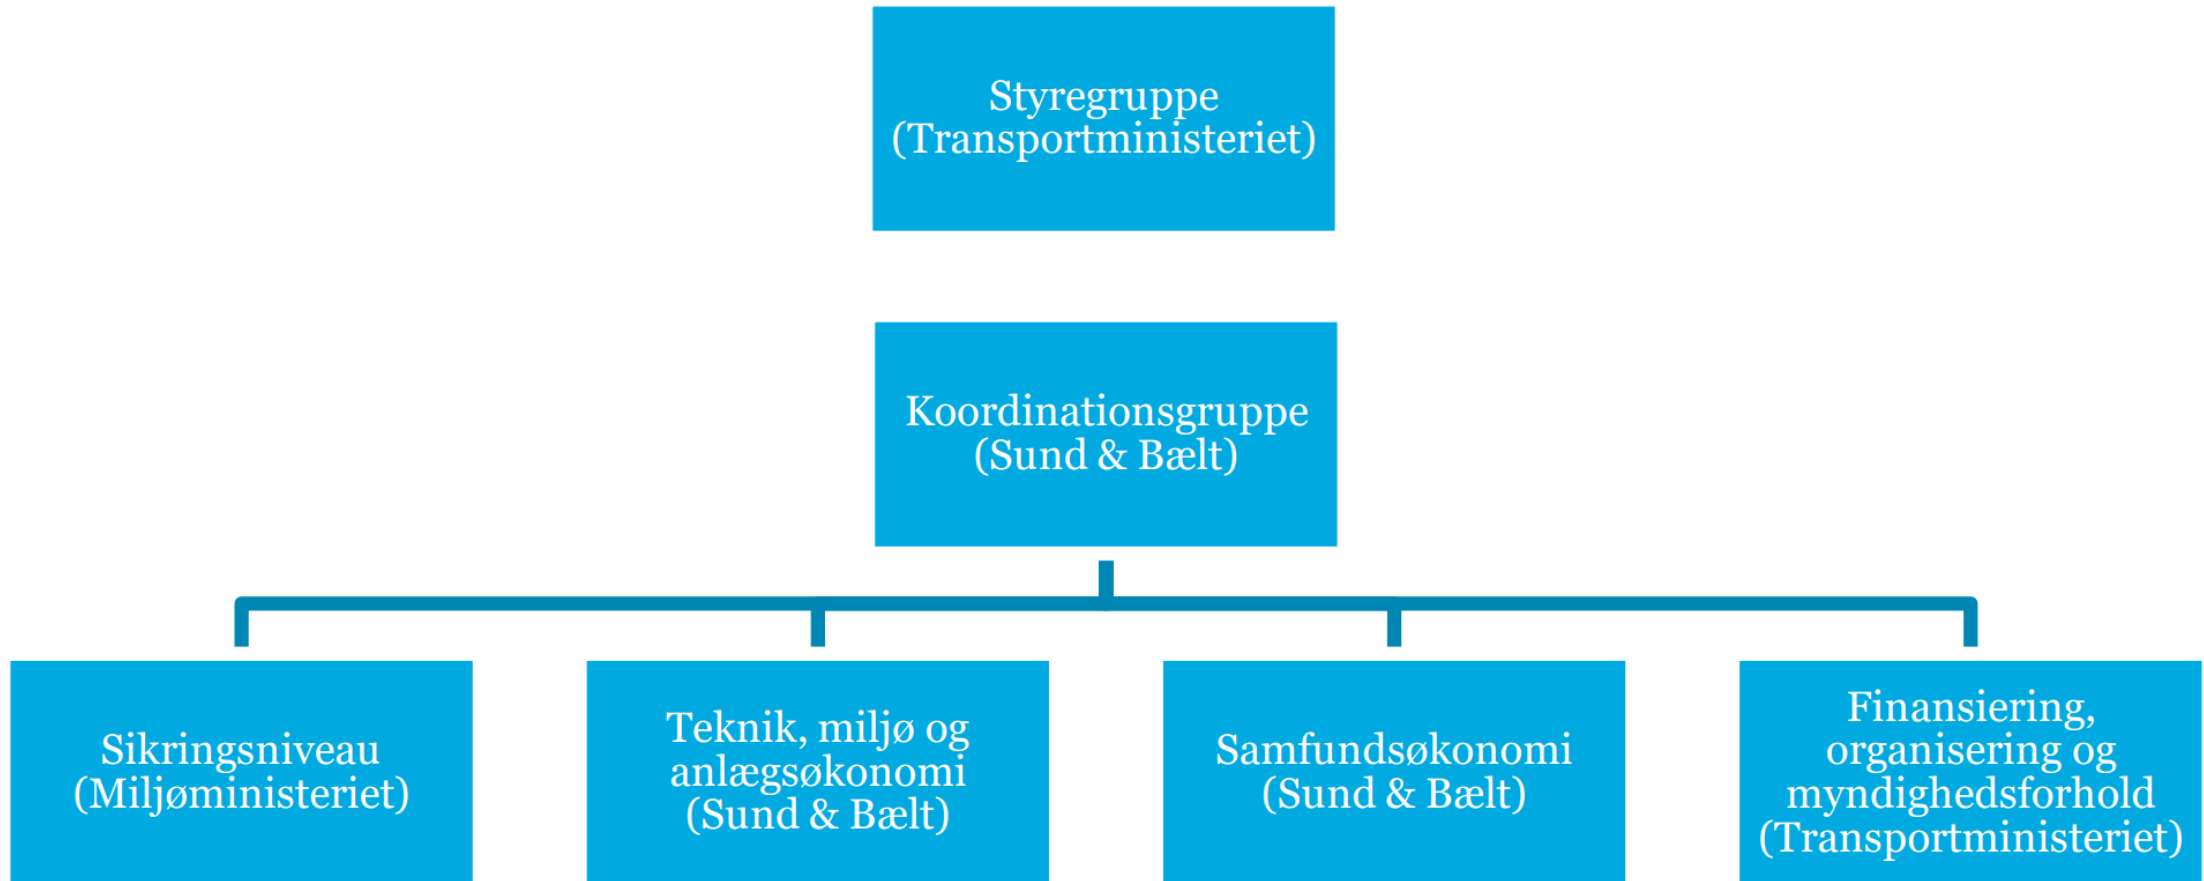 Styregruppe
(Transportministeriet)
Koordinationsgruppe
(Sund & Bælt)
Sikringsniveau
(Miljøministeriet)
Teknik, miljø og
anlægsøkonomi
(Sund & Bælt)
Samfundsøkonomi
(Sund & Bælt)
Finansiering,
organisering og
myndighedsforhold
(Transportministeriet)